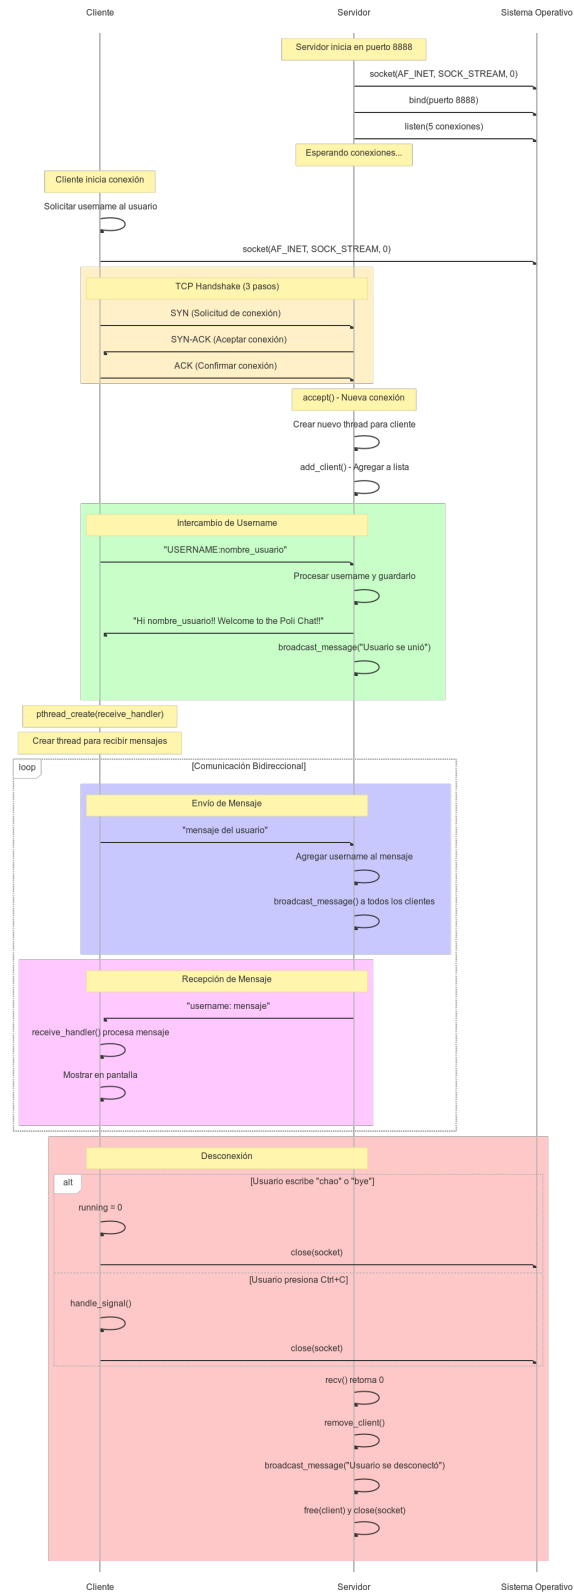 Cliente
Servidor
Sistema Operativo
Servidor inicia en puerto 8888
socket(AF_INET, SOCK_STREAM, 0)
bind(puerto 8888)
listen(5 conexiones)
Esperando conexiones...
Cliente inicia conexión
Solicitar username al usuario
socket(AF_INET, SOCK_STREAM, 0)
TCP Handshake (3 pasos)
SYN (Solicitud de conexión)
SYN-ACK (Aceptar conexión)
ACK (Confirmar conexión)
accept() - Nueva conexión
Crear nuevo thread para cliente
add_client() - Agregar a lista
Intercambio de Username
"USERNAME:nombre_usuario"
Procesar username y guardarlo
"Hi nombre_usuario!! Welcome to the Poli Chat!!"
broadcast_message("Usuario se unió")
pthread_create(receive_handler)
Crear thread para recibir mensajes
loop
[Comunicación Bidireccional]
Envío de Mensaje
"mensaje del usuario"
Agregar username al mensaje
broadcast_message() a todos los clientes
Recepción de Mensaje
"username: mensaje"
receive_handler() procesa mensaje
Mostrar en pantalla
Desconexión
alt
[Usuario escribe "chao" o "bye"]
running = 0
close(socket)
[Usuario presiona Ctrl+C]
handle_signal()
close(socket)
recv() retorna 0
remove_client()
broadcast_message("Usuario se desconectó")
free(client) y close(socket)
Cliente
Servidor
Sistema Operativo